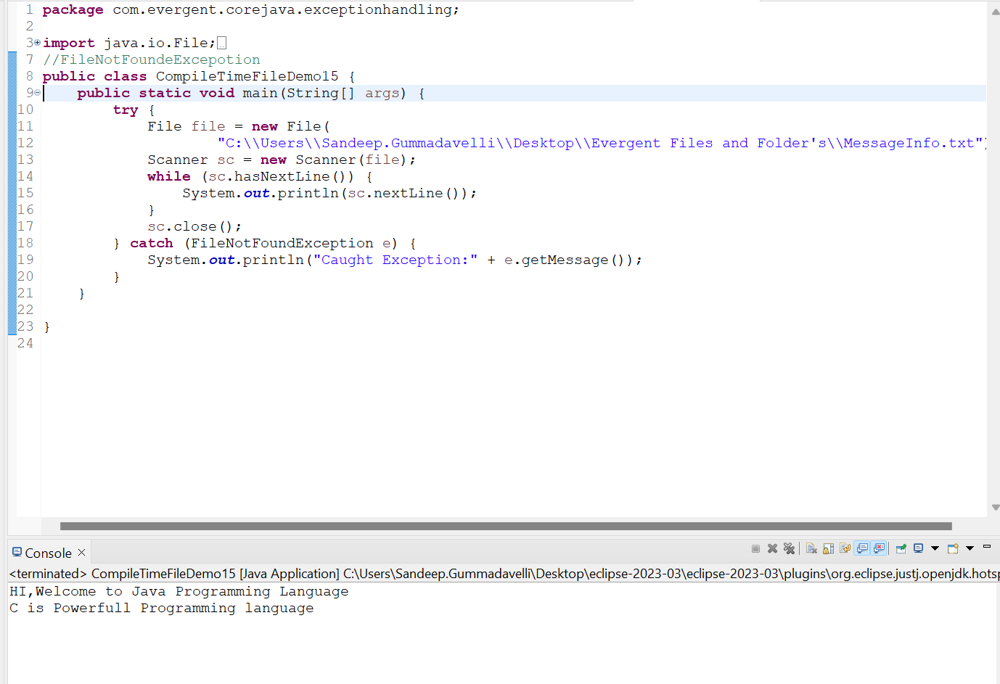 1 package com.evergent.corejava.exceptionhandling;
2
3 import java.io.File;
7 //FileNotFoundeExcepotion
8 public class CompileTimeFileDemo15 {
9     public static void main(String[] args) {
10         try {
11             File file = new File(
12                     "C:\\Users\\Sandeep.Gummadavelli\\Desktop\\Evergent Files and Folder's\\MessageInfo.txt")
13             Scanner sc = new Scanner(file);
14             while (sc.hasNextLine()) {
15                 System.out.println(sc.nextLine());
16             }
17             sc.close();
18         } catch (FileNotFoundException e) {
19             System.out.println("Caught Exception:" + e.getMessage());
20         }
21     }
22
23 }
24
Console
<terminated> CompileTimeFileDemo15 [Java Application] C:\Users\Sandeep.Gummadavelli\Desktop\eclipse-2023-03\eclipse-2023-03\plugins\org.eclipse.justj.openjdk.hotsp
HI,Welcome to Java Programming Language
C is Powerfull Programming language